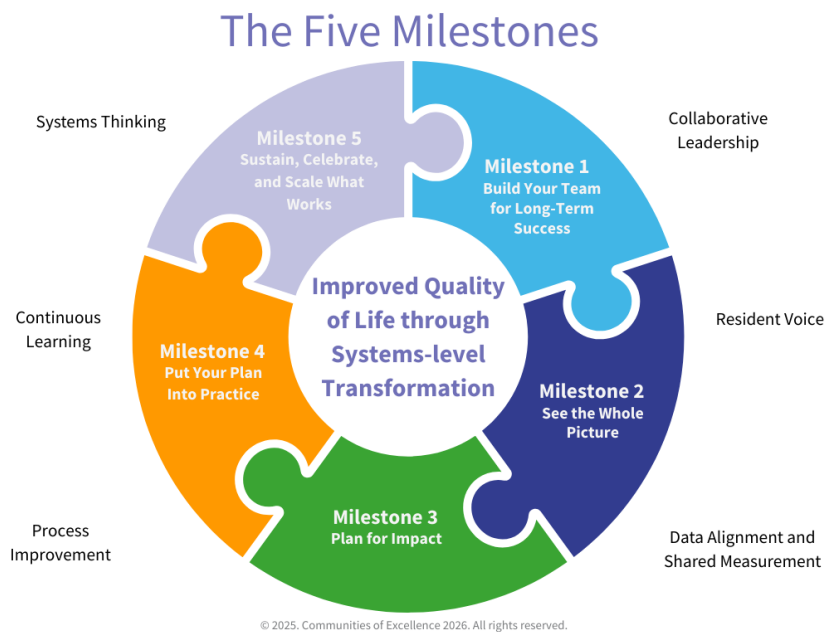 The Five Milestones
Systems Thinking
Collaborative
Leadership
Milestone 5
Sustain, Celebrate,
and Scale What
Works
Milestone 1
Build Your Team
for Long-Term
Success
Improved Quality
of Life through
Systems-level
Transformation
Continuous
Learning
Resident Voice
Milestone 4
Put Your Plan
Into Practice
Milestone 2
See the Whole
Picture
Milestone 3
Plan for Impact
Process
Improvement
Data Alignment and
Shared Measurement
© 2025. Communities of Excellence 2026. All rights reserved.